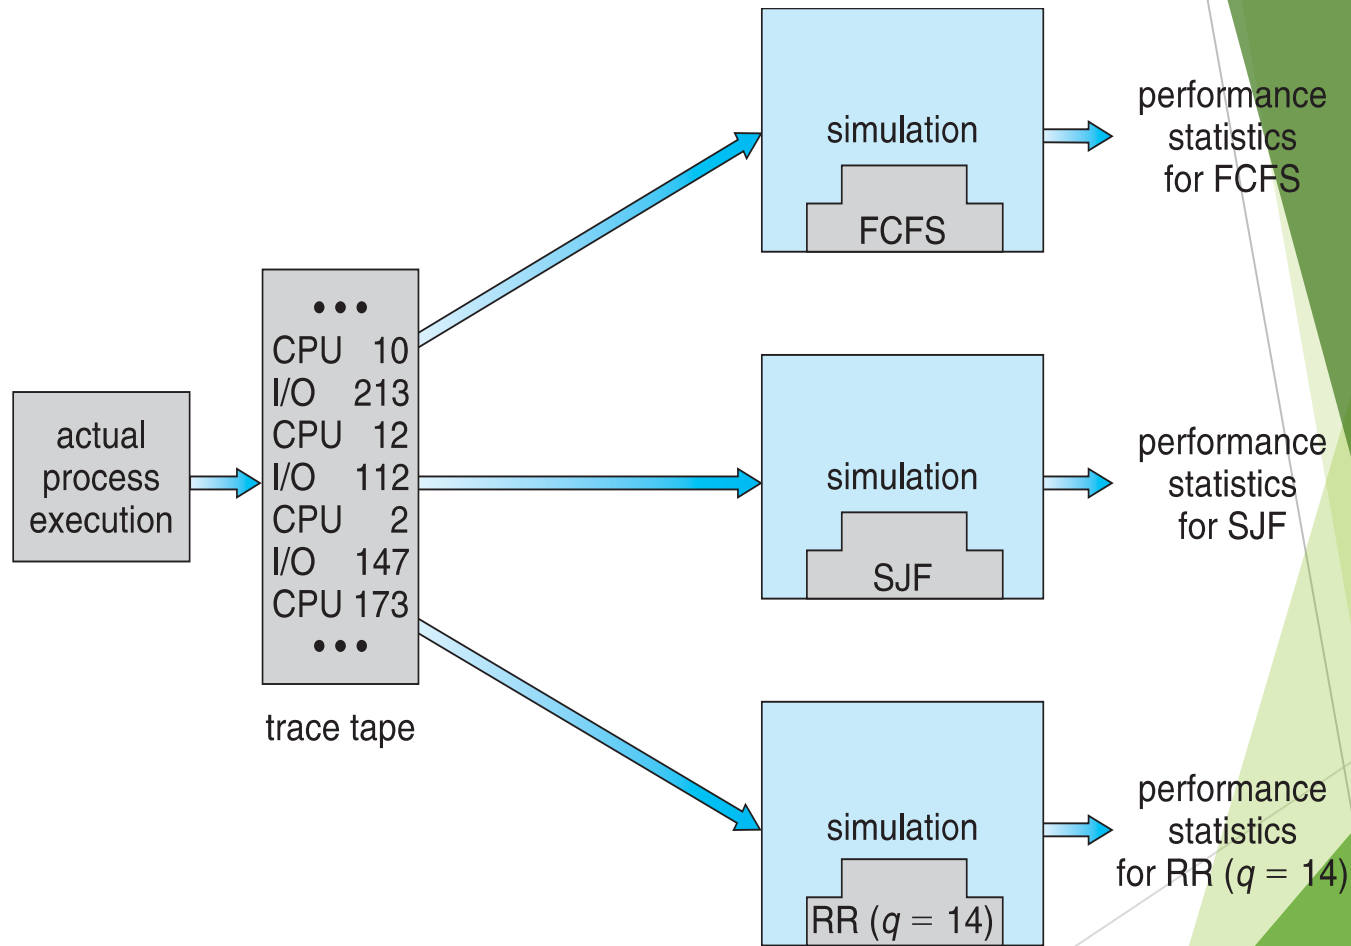 actual
process
execution
• • •
CPU 10
I/O 213
CPU 12
I/O 112
CPU 2
I/O 147
CPU 173
• • •
trace tape
simulation
FCFS
performance
statistics
for FCFS
simulation
SJF
performance
statistics
for SJF
simulation
RR (q = 14)
performance
statistics
for RR (q = 14)